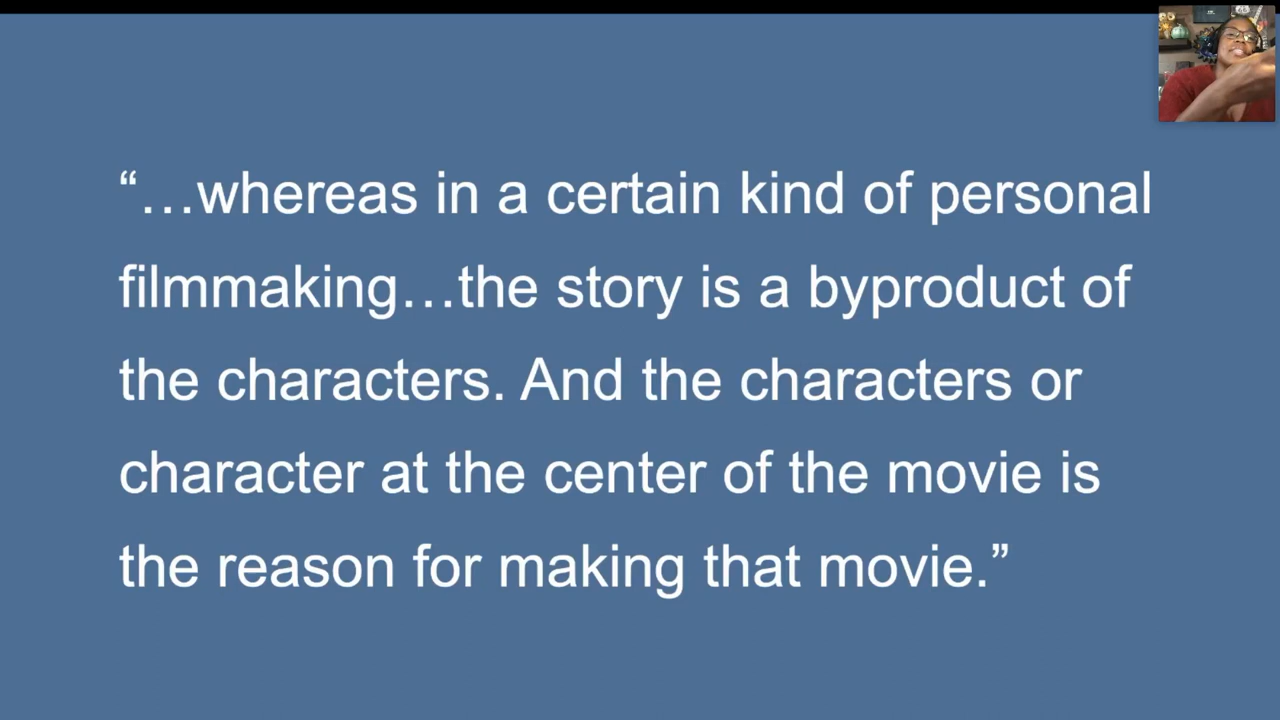 “…whereas in a certain kind of personal
filmmaking…the story is a byproduct of
the characters. And the characters or
character at the center of the movie is
the reason for making that movie.”